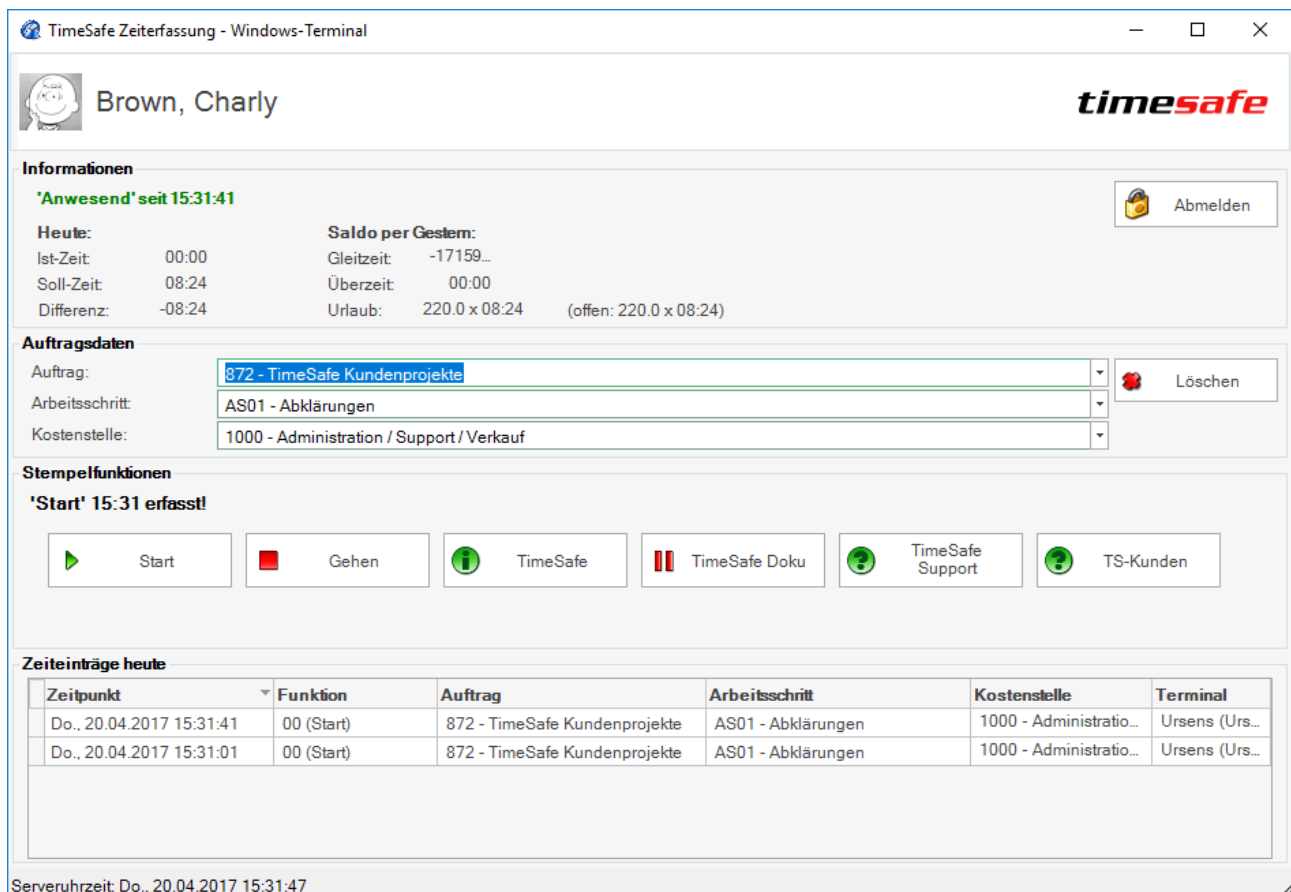 TimeSafe Zeiterfassung - Windows-Terminal
Brown, Charly
timesafe
Informationen
'Anwesend' seit 15:31:41
Abmelden
Heute: Saldo per Gestern:
Ist-Zeit: 00:00 Gleitzeit: -17159...
Soll-Zeit: 08:24 Überzeit: 00:00
Differenz: -08:24 Urlaub: 220.0 x 08:24 (offen: 220.0 x 08:24)
Auftragsdaten
Auftrag: 872 - TimeSafe Kundenprojekte
Löschen
Arbeitsschritt: AS01 - Abklärungen
Kostenstelle: 1000 - Administration / Support / Verkauf
Stempelfunktionen
'Start' 15:31 erfasst!
Start Gehen TimeSafe TimeSafe Doku TimeSafe Support TS-Kunden
Zeiteinträge heute
Zeitpunkt Funktion Auftrag Arbeitsschritt Kostenstelle Terminal
Do., 20.04.2017 15:31:41 00 (Start) 872 - TimeSafe Kundenprojekte AS01 - Abklärungen 1000 - Administratio... Ursens (Urs...
Do., 20.04.2017 15:31:01 00 (Start) 872 - TimeSafe Kundenprojekte AS01 - Abklärungen 1000 - Administratio... Ursens (Urs...
Serveruhrzeit: Do., 20.04.2017 15:31:47